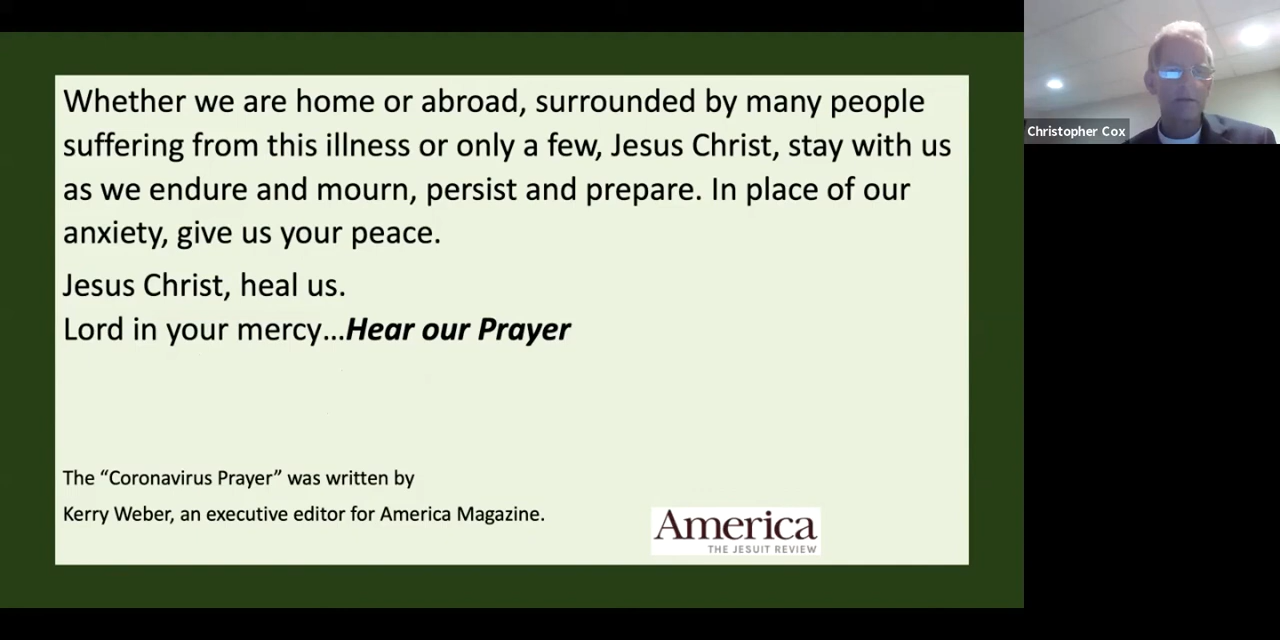 Whether we are home or abroad, surrounded by many people
suffering from this illness or only a few, Jesus Christ, stay with us
as we endure and mourn, persist and prepare. In place of our
anxiety, give us your peace.
Jesus Christ, heal us.
Lord in your mercy...Hear our Prayer
The “Coronavirus Prayer” was written by
Kerry Weber, an executive editor for America Magazine.
America
THE JESUIT REVIEW
Christopher Cox